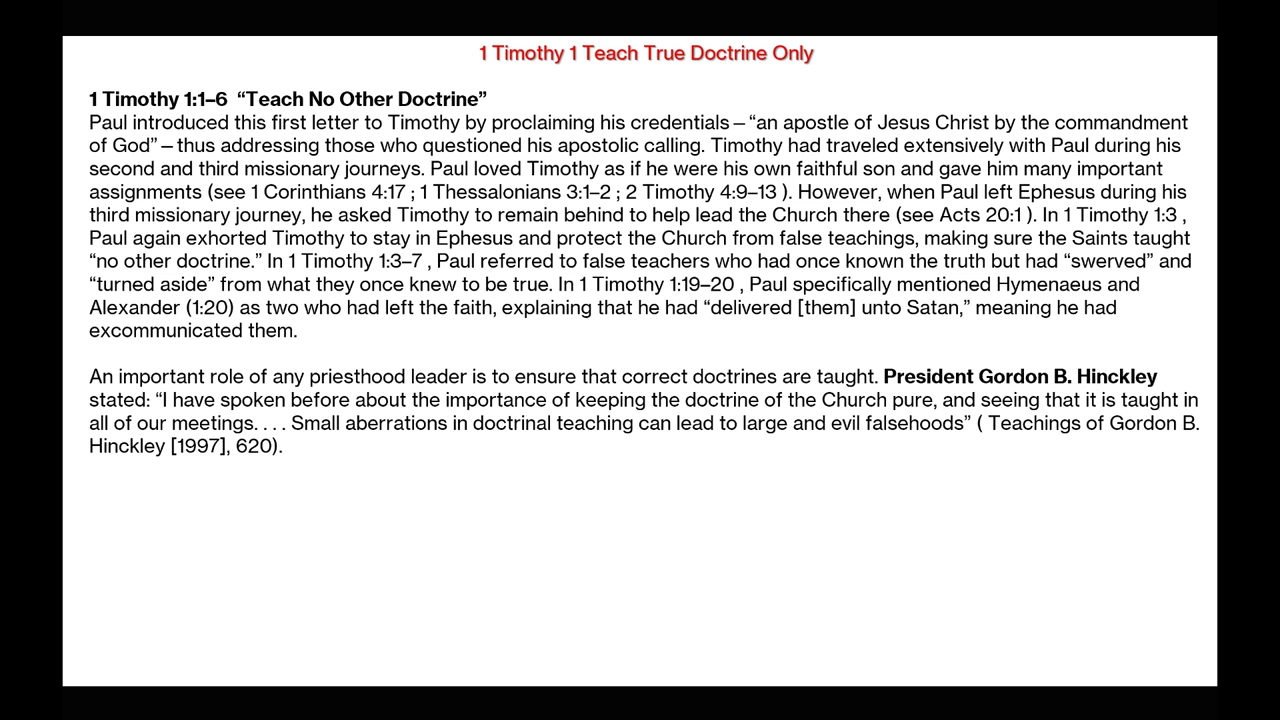 1 Timothy 1 Teach True Doctrine Only
1 Timothy 1:1–6 “Teach No Other Doctrine”
Paul introduced this first letter to Timothy by proclaiming his credentials—“an apostle of Jesus Christ by the commandment
of God”—thus addressing those who questioned his apostolic calling. Timothy had traveled extensively with Paul during his
second and third missionary journeys. Paul loved Timothy as if he were his own faithful son and gave him many important
assignments (see 1 Corinthians 4:17 ; 1 Thessalonians 3:1–2 ; 2 Timothy 4:9–13 ). However, when Paul left Ephesus during his
third missionary journey, he asked Timothy to remain behind to help lead the Church there (see Acts 20:1 ). In 1 Timothy 1:3 ,
Paul again exhorted Timothy to stay in Ephesus and protect the Church from false teachings, making sure the Saints taught
“no other doctrine.” In 1 Timothy 1:3–7 , Paul referred to false teachers who had once known the truth but had “swerved” and
“turned aside” from what they once knew to be true. In 1 Timothy 1:19–20 , Paul specifically mentioned Hymenaeus and
Alexander (1:20) as two who had left the faith, explaining that he had “delivered [them] unto Satan,” meaning he had
excommunicated them.
An important role of any priesthood leader is to ensure that correct doctrines are taught. President Gordon B. Hinckley
stated: “I have spoken before about the importance of keeping the doctrine of the Church pure, and seeing that it is taught in
all of our meetings. . . . Small aberrations in doctrinal teaching can lead to large and evil falsehoods” ( Teachings of Gordon B.
Hinckley [1997], 620).